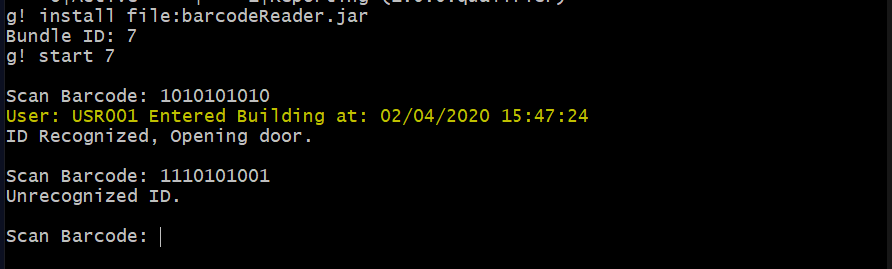 g! install file:barcodeReader.jar
Bundle ID: 7
g! start 7
Scan Barcode: 1010101010
User: USR001 Entered Building at: 02/04/2020 15:47:24
ID Recognized, Opening door.
Scan Barcode: 1110101001
Unrecognized ID.
Scan Barcode: